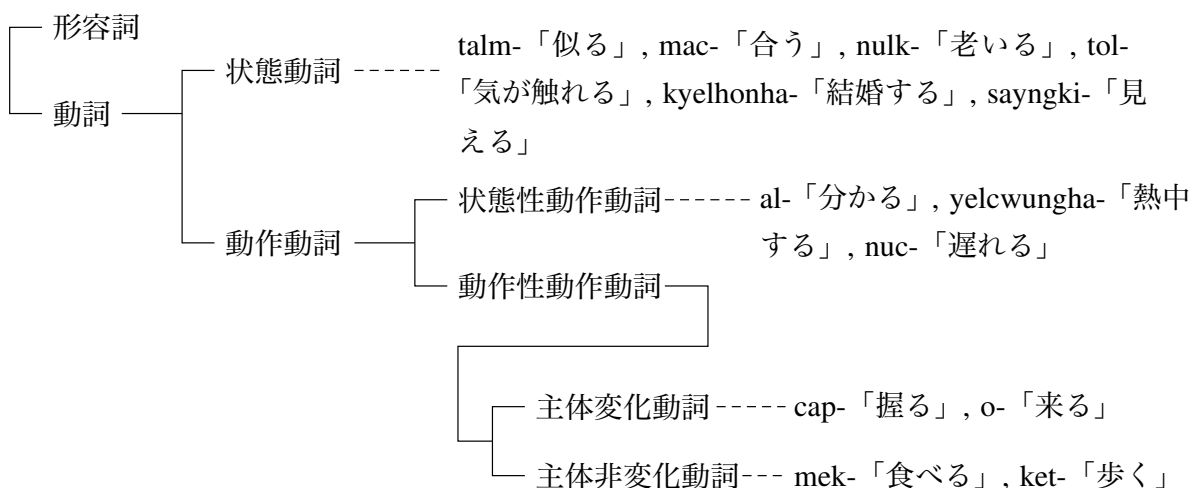 形容詞
動詞
状態動詞
talm-「似る」, mac-「合う」, nulk-「老いる」, tol-
「気が触れる」, kyelhonha-「結婚する」, sayngki-「見
える」
動作動詞
状態性動作動詞
al-「分かる」, yelcwungha-「熱中
する」, nuc-「遅れる」
動作性動作動詞
主体変化動詞
cap-「握る」, o-「来る」
主体非変化動詞
mek-「食べる」, ket-「歩く」